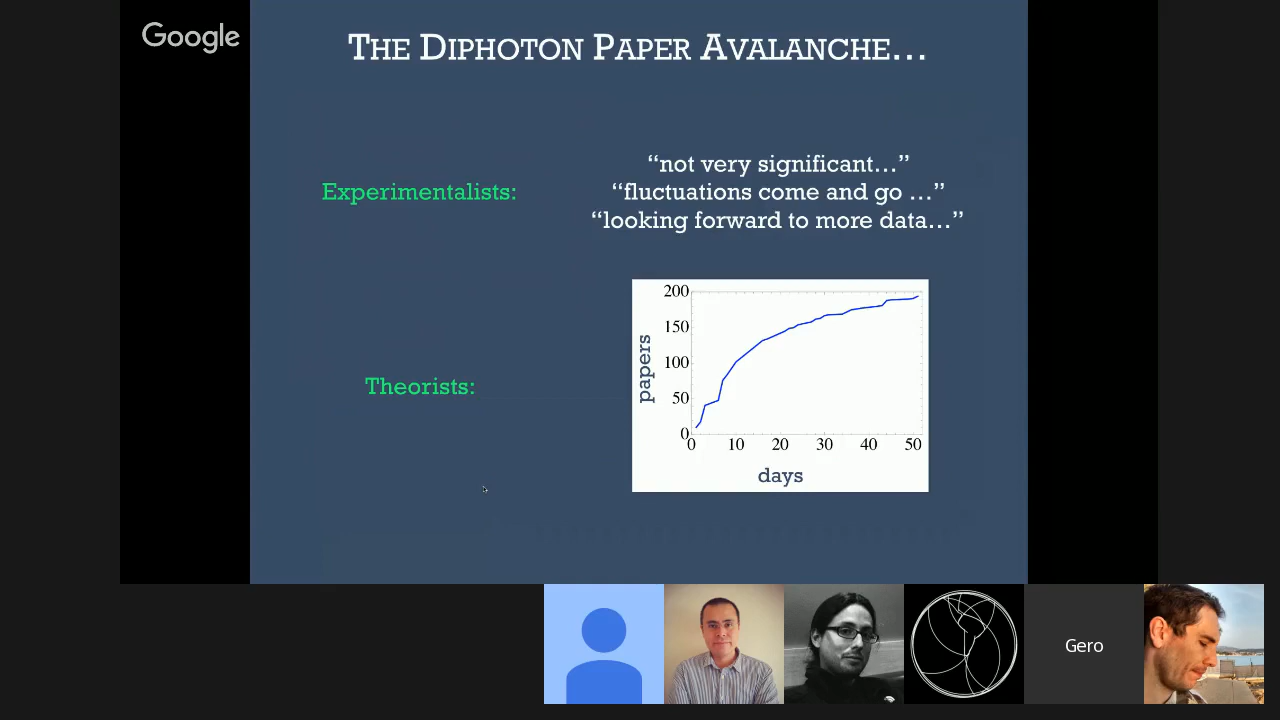 Google
THE DIPHOTON PAPER AVALANCHE...
“not very significant...”
Experimentalists:
“fluctuations come and go ...”
“looking forward to more data...”
Theorists:
papers
200
150
100
50
0
0 10 20 30 40 50
days
Gero